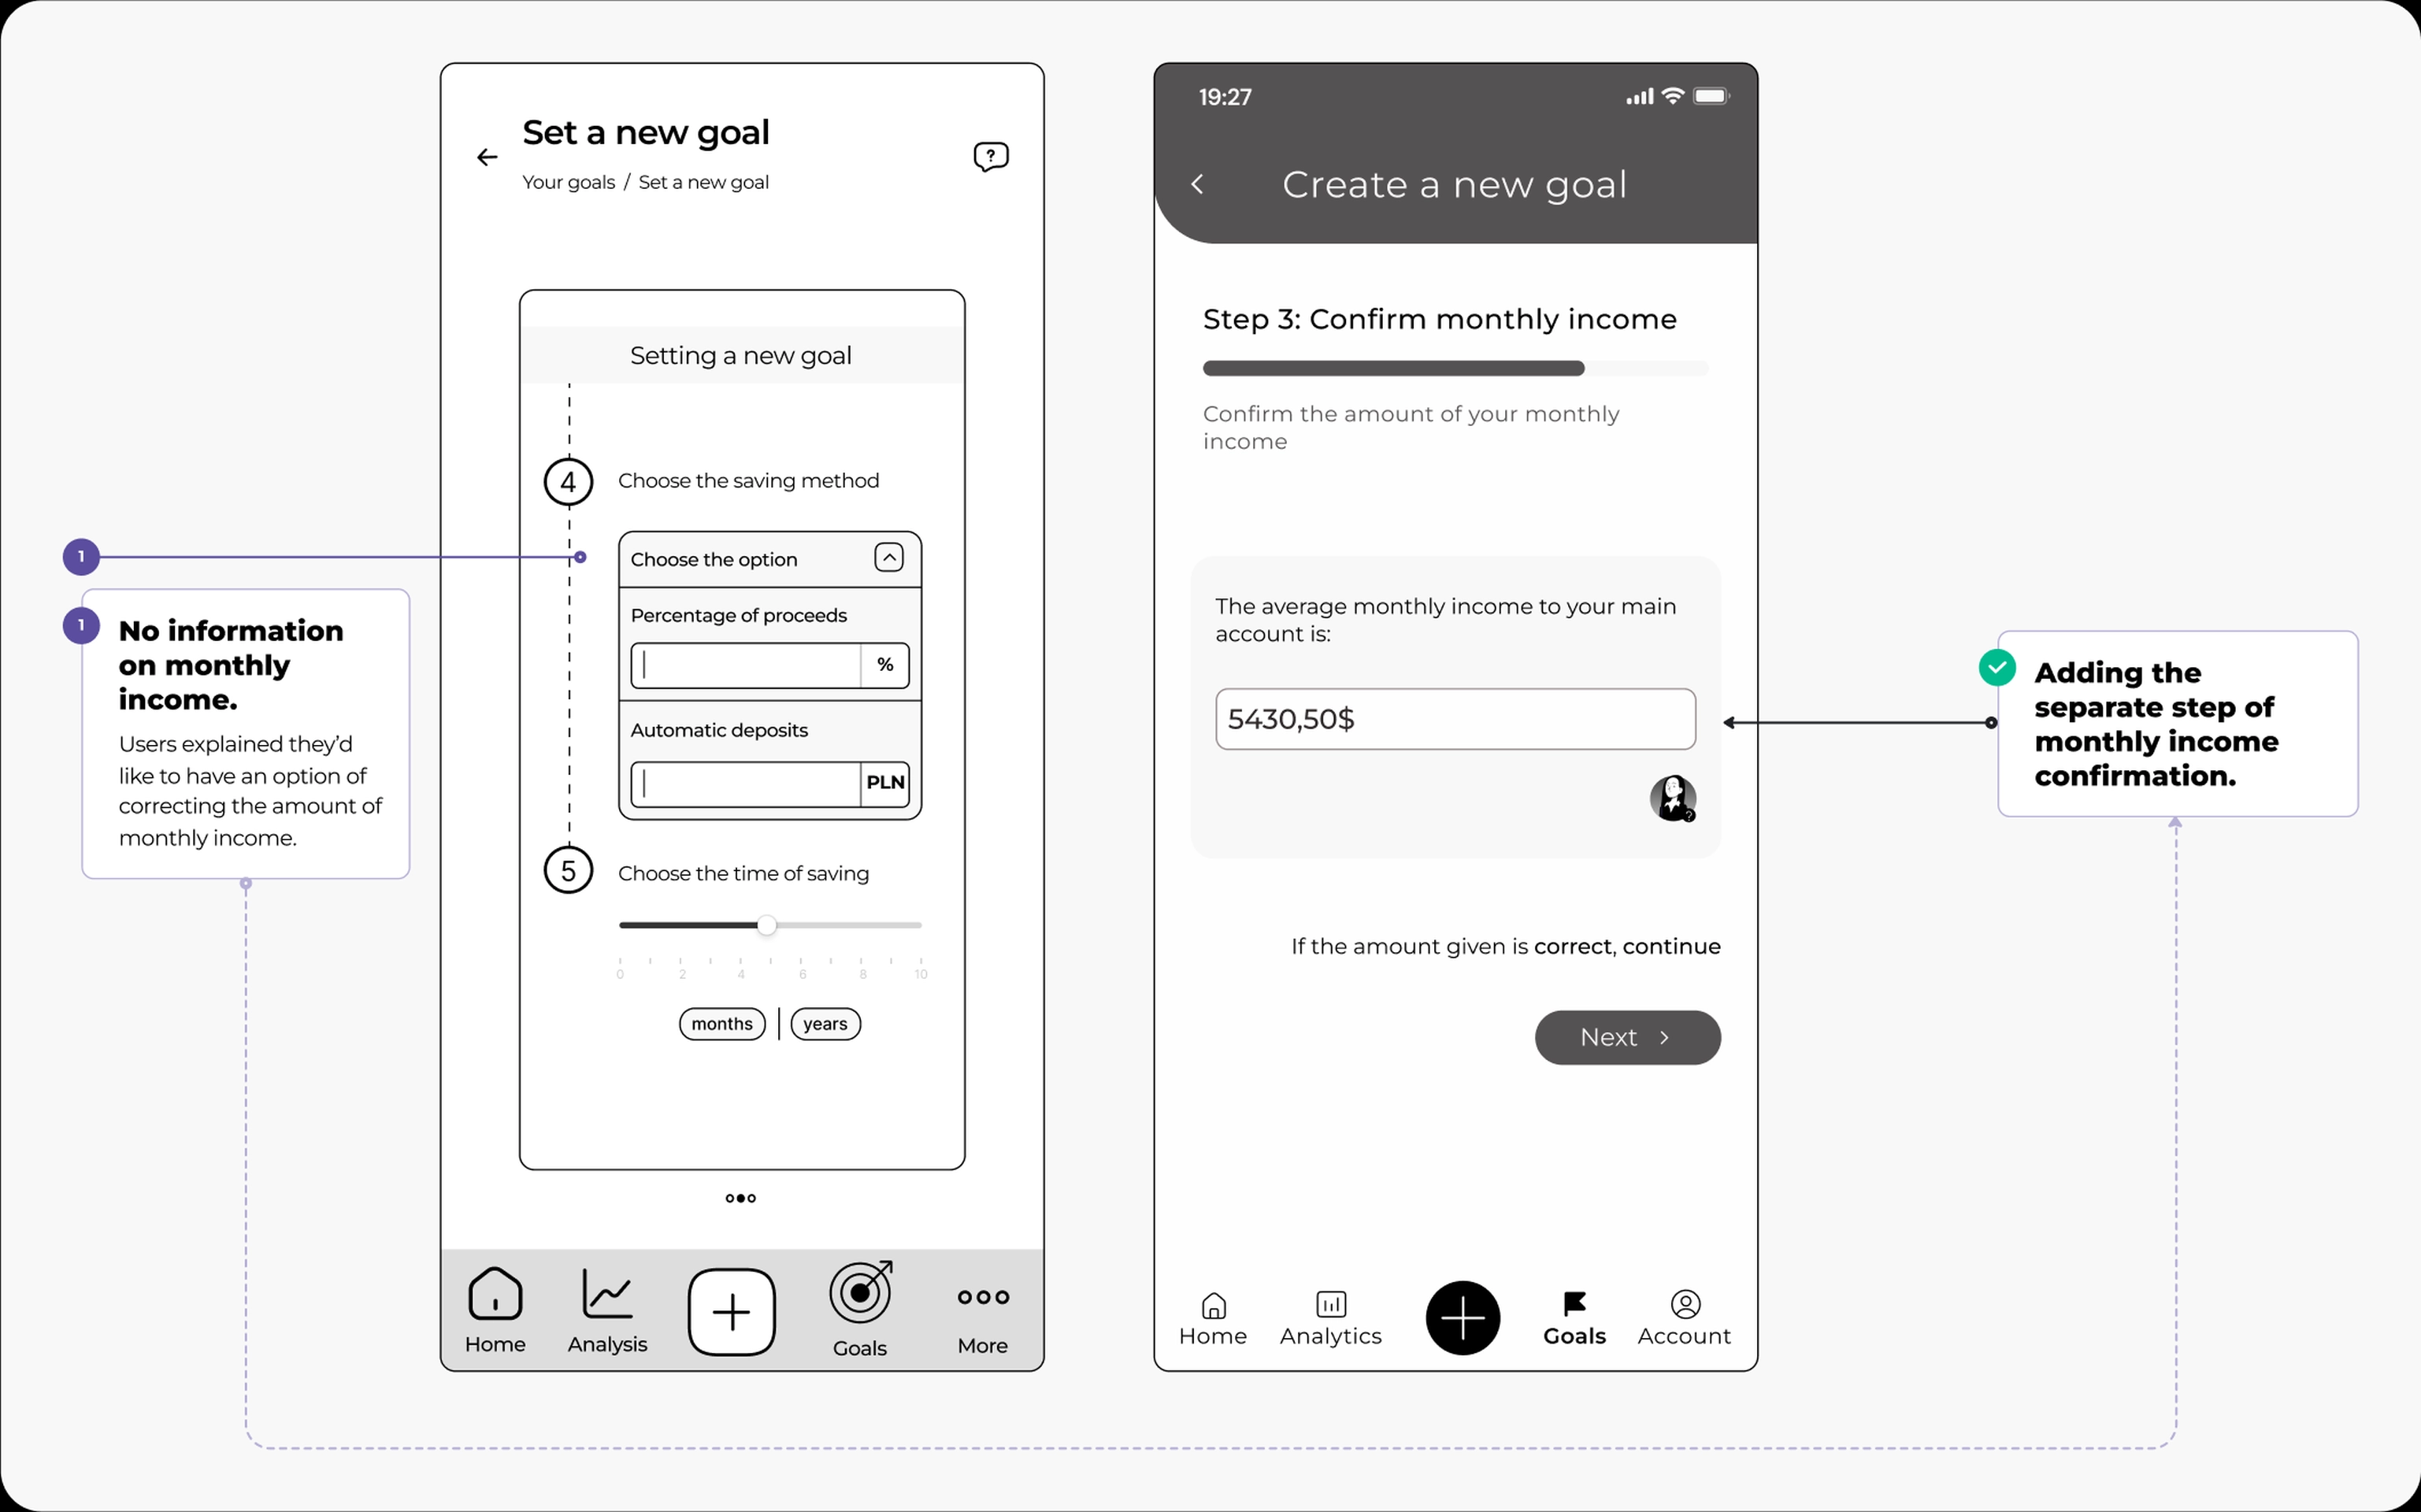 1
1
No information
on monthly
income.
Users explained they’d
like to have an option of
correcting the amount of
monthly income.
Set a new goal
Your goals / Set a new goal
?
Setting a new goal
4
Choose the saving method
Choose the option
Percentage of proceeds
%
Automatic deposits
PLN
5
Choose the time of saving
0 2 4 6 8 10
months
years
Home
Analysis
Goals
More
19:27
Create a new goal
Step 3: Confirm monthly income
Confirm the amount of your monthly
income
The average monthly income to your main
account is:
5430,50$
?
If the amount given is correct, continue
Next
Home
Analytics
Goals
Account
Adding the
separate step of
monthly income
confirmation.